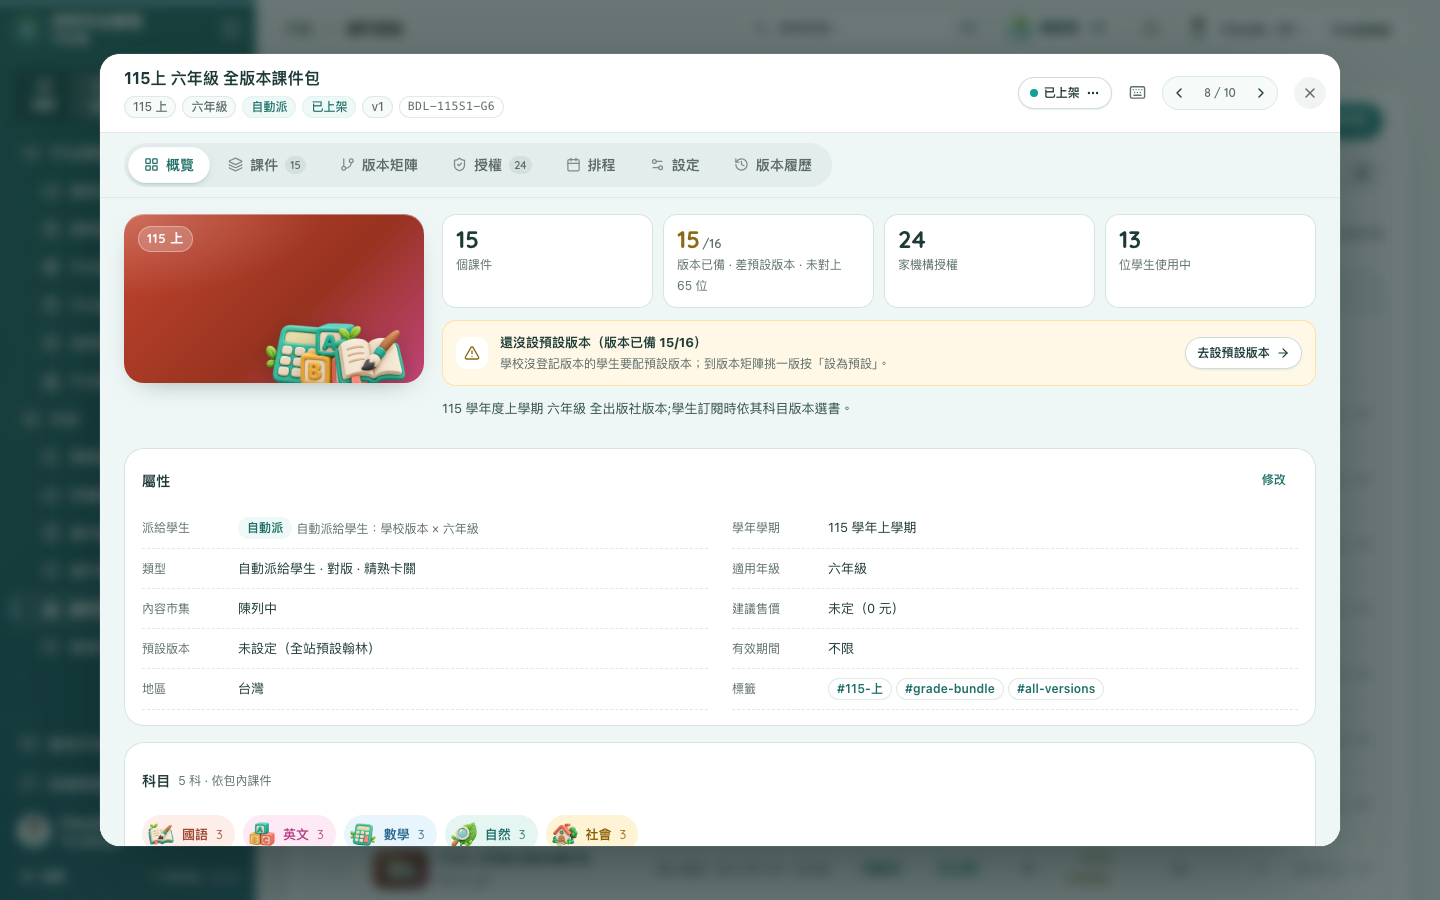 115上 六年級 全版本課件包
115 上 六年級 自動派 已上架 v1 BDL-115S1-G6
已上架 ··· 8 / 10
概覽 課件 15 版本矩陣 授權 24 排程 設定 版本履歷
115 上
15
個課件
15 /16
版本已備 · 差預設版本 · 未對上
65 位
24
家機構授權
13
位學生使用中
還沒設預設版本（版本已備 15/16）
學校沒登記版本的學生要配預設版本；到版本矩陣挑一版按「設為預設」。
去設預設版本 →
115 學年度上學期 六年級 全出版社版本;學生訂閱時依其科目版本選書。
屬性
修改
派給學生 自動派 自動派給學生：學校版本 × 六年級
學年學期 115 學年上學期
類型 自動派給學生 · 對版 · 精熟卡關
適用年級 六年級
內容市集 陳列中
建議售價 未定（0 元）
預設版本 未設定（全站預設翰林）
有效期間 不限
地區 台灣
標籤 #115-上 #grade-bundle #all-versions
科目 5 科 · 依包內課件
國語 3 英文 3 數學 3 自然 3 社會 3